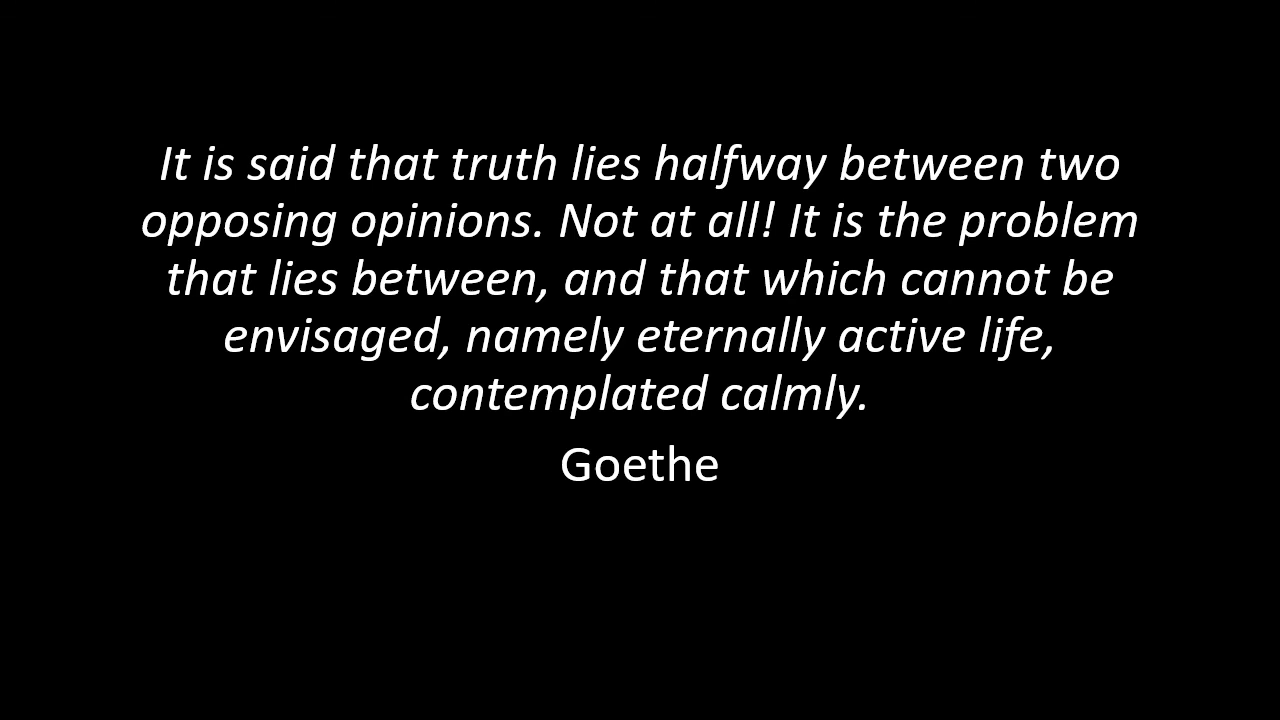 It is said that truth lies halfway between two
opposing opinions. Not at all! It is the problem
that lies between, and that which cannot be
envisaged, namely eternally active life,
contemplated calmly.
Goethe